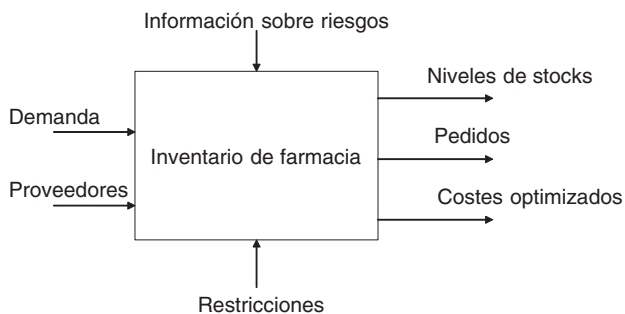 Información sobre riesgos
Niveles de stocks
Demanda
Pedidos
Inventario de farmacia
Proveedores
Costes optimizados
Restricciones